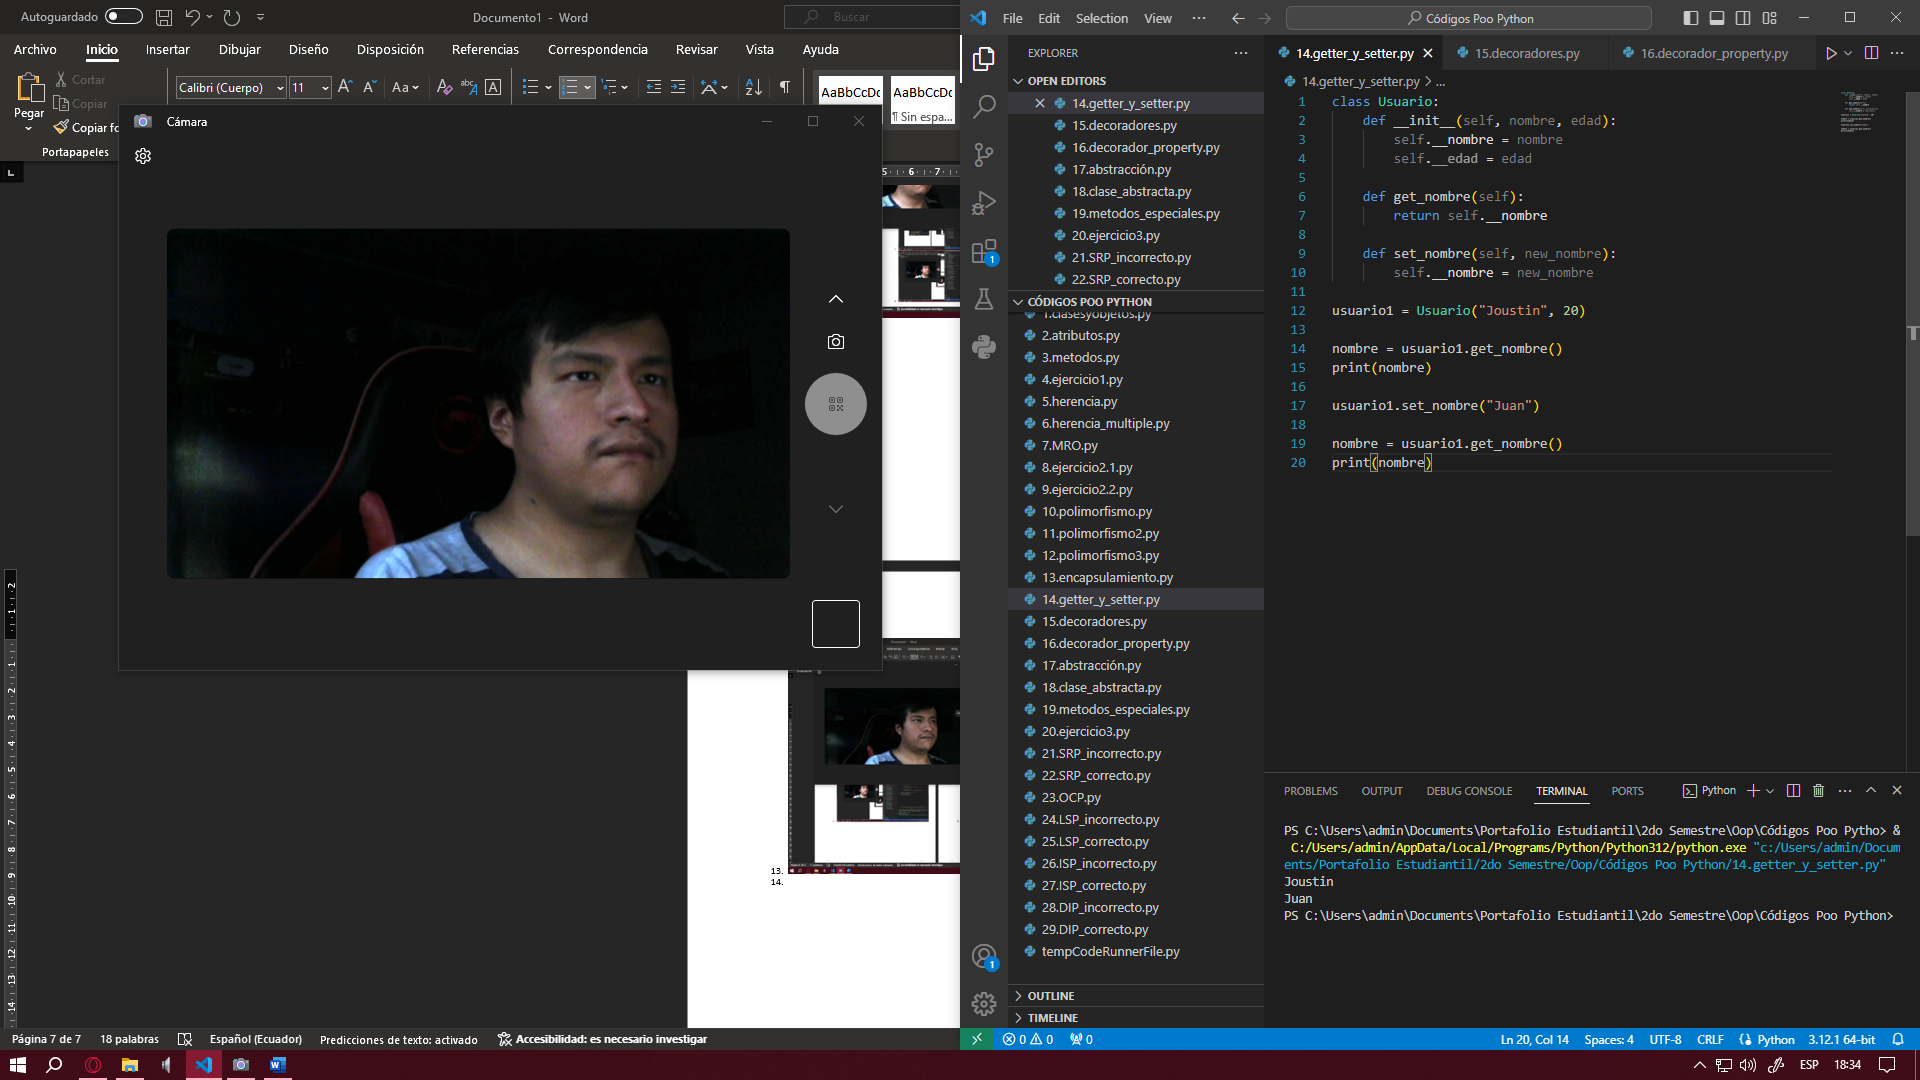 Autoguardado
Documento1 - Word
Buscar
Archivo Inicio Insertar Dibujar Diseño Disposición Referencias Correspondencia Revisar Vista Ayuda
Pegar
Cortar
Copiar
Copiar fo
Portapapeles
Calibri (Cuerpo) 11
AaBbCcDc AaBbCcDc
¶ Sin espa...
Cámara
13.
14.
Página 7 de 7 18 palabras Español (Ecuador) Predicciones de texto: activado Accesibilidad: es necesario investigar
File Edit Selection View ...
Códigos Poo Python
EXPLORER
OPEN EDITORS
14.getter_y_setter.py
15.decoradores.py
16.decorador_property.py
17.abstracción.py
18.clase_abstracta.py
19.metodos_especiales.py
20.ejercicio3.py
21.SRP_incorrecto.py
22.SRP_correcto.py
CÓDIGOS POO PYTHON
1.clasesyobjetos.py
2.atributos.py
3.metodos.py
4.ejercicio1.py
5.herencia.py
6.herencia_multiple.py
7.MRO.py
8.ejercicio2.1.py
9.ejercicio2.2.py
10.polimorfismo.py
11.polimorfismo2.py
12.polimorfismo3.py
13.encapsulamiento.py
14.getter_y_setter.py
15.decoradores.py
16.decorador_property.py
17.abstracción.py
18.clase_abstracta.py
19.metodos_especiales.py
20.ejercicio3.py
21.SRP_incorrecto.py
22.SRP_correcto.py
23.OCP.py
24.LSP_incorrecto.py
25.LSP_correcto.py
26.ISP_incorrecto.py
27.ISP_correcto.py
28.DIP_incorrecto.py
29.DIP_correcto.py
tempCodeRunnerFile.py
OUTLINE
TIMELINE
14.getter_y_setter.py 15.decoradores.py 16.decorador_property.py
14.getter_y_setter.py > ...
1 class Usuario:
2 def __init__(self, nombre, edad):
3 self.__nombre = nombre
4 self.__edad = edad
5
6 def get_nombre(self):
7 return self.__nombre
8
9 def set_nombre(self, new_nombre):
10 self.__nombre = new_nombre
11
12 usuario1 = Usuario("Joustin", 20)
13
14 nombre = usuario1.get_nombre()
15 print(nombre)
16
17 usuario1.set_nombre("Juan")
18
19 nombre = usuario1.get_nombre()
20 print(nombre)
PROBLEMS OUTPUT DEBUG CONSOLE TERMINAL PORTS Python
PS C:\Users\admin\Documents\Portafolio Estudiantil\2do Semestre\Oop\Códigos Poo Pytho> &
C:/Users/admin/AppData/Local/Programs/Python/Python312/python.exe "c:/Users/admin/Docum
ents/Portafolio Estudiantil/2do Semestre/Oop/Códigos Poo Python/14.getter_y_setter.py"
Joustin
Juan
PS C:\Users\admin\Documents\Portafolio Estudiantil\2do Semestre\Oop\Códigos Poo Python>
0 0 0 Ln 20, Col 14 Spaces: 4 UTF-8 CRLF Python 3.12.1 64-bit
ESP 18:34